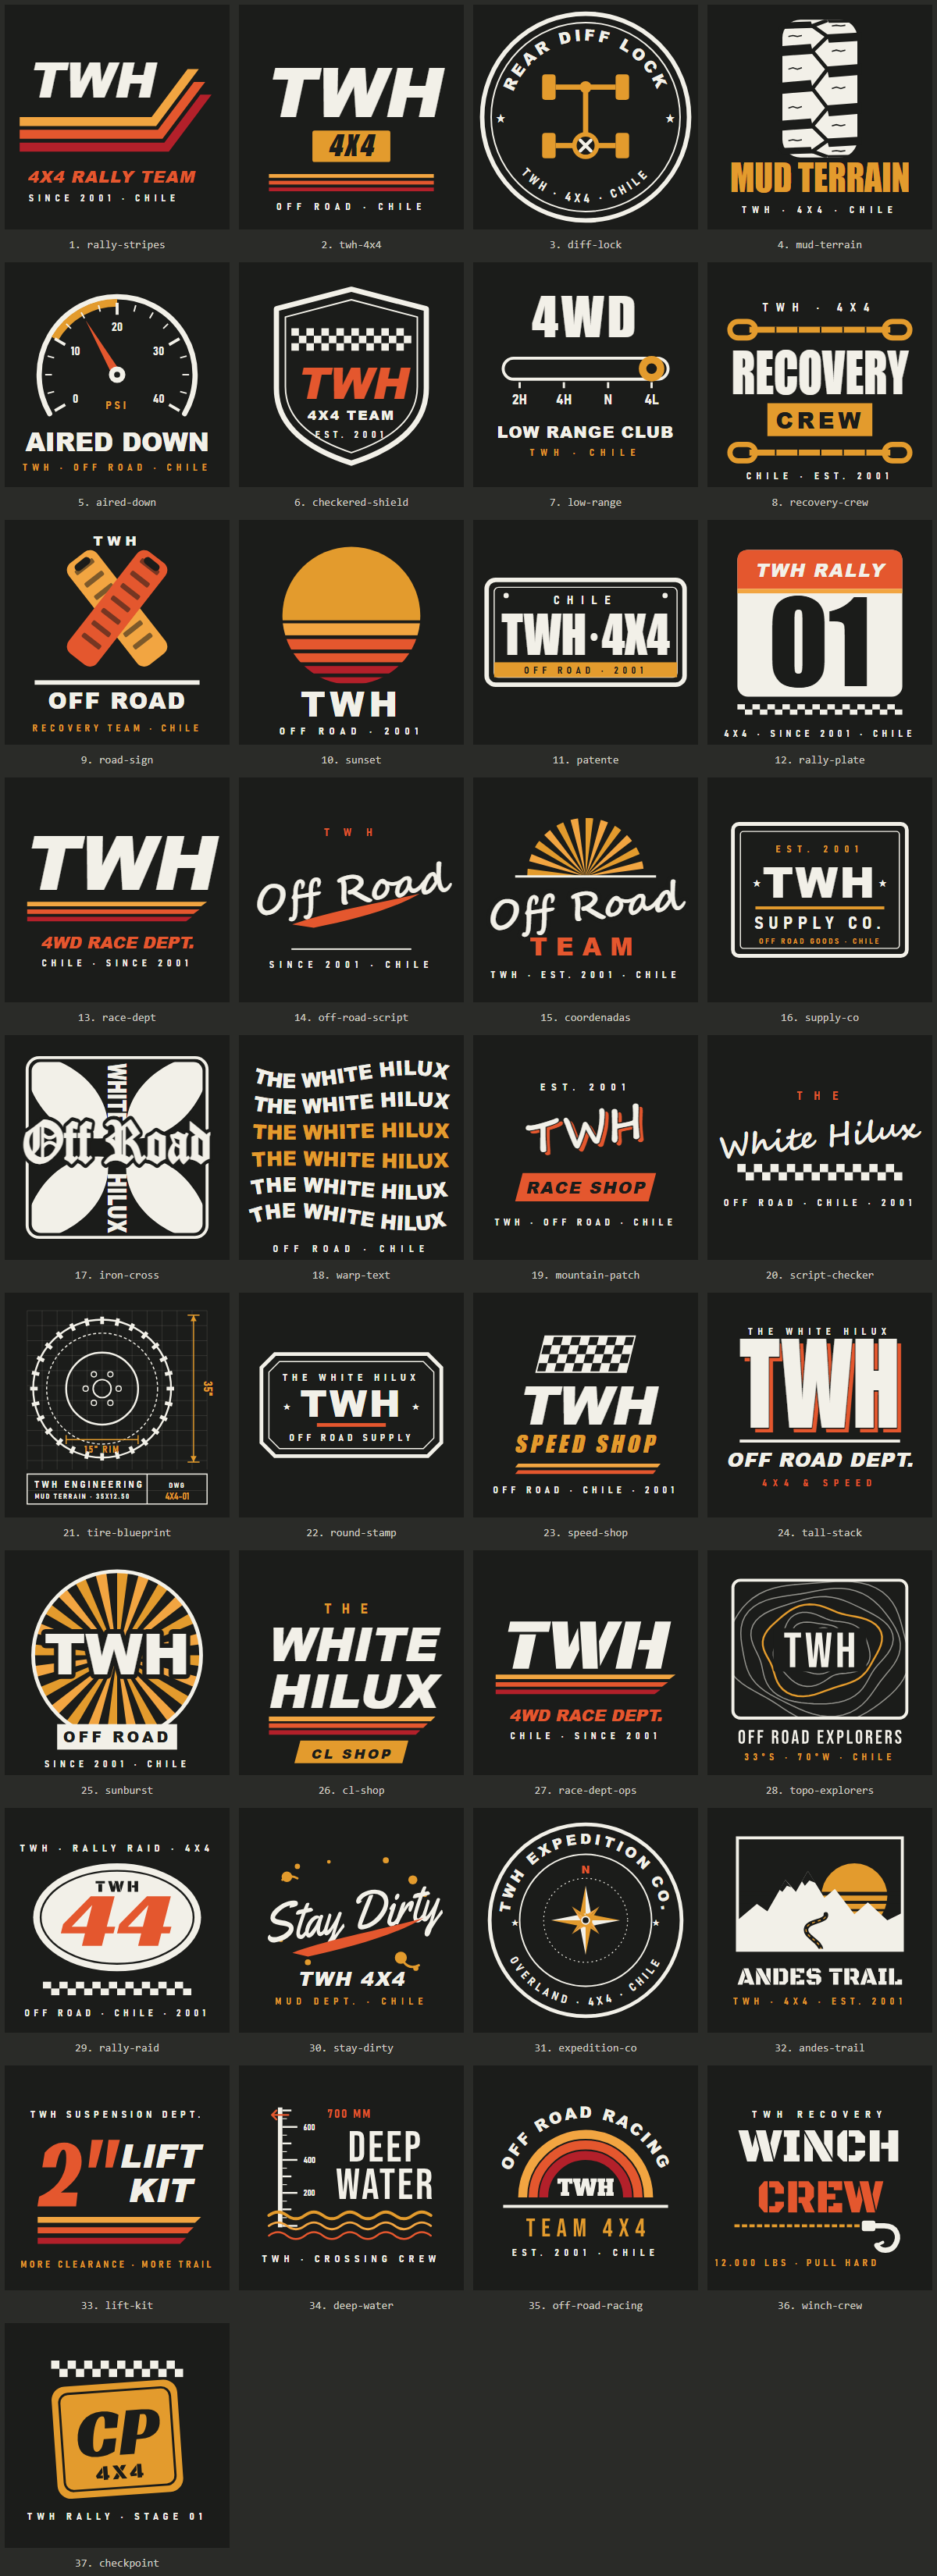 TWH
4X4 RALLY TEAM
SINCE 2001 · CHILE
1. rally-stripes
TWH
4X4
OFF ROAD · CHILE
2. twh-4x4
REAR DIFF LOCK
TWH · 4X4 · CHILE
3. diff-lock
MUD TERRAIN
TWH · 4X4 · CHILE
4. mud-terrain
0 10 20 30 40
PSI
AIRED DOWN
TWH · OFF ROAD · CHILE
5. aired-down
TWH
4X4 TEAM
EST. 2001
6. checkered-shield
4WD
2H 4H N 4L
LOW RANGE CLUB
TWH · CHILE
7. low-range
TWH · 4X4
RECOVERY
CREW
CHILE · EST. 2001
8. recovery-crew
TWH
OFF ROAD
RECOVERY TEAM · CHILE
9. road-sign
TWH
OFF ROAD · 2001
10. sunset
CHILE
TWH·4X4
OFF ROAD · 2001
11. patente
TWH RALLY
01
4X4 · SINCE 2001 · CHILE
12. rally-plate
TWH
4WD RACE DEPT.
CHILE · SINCE 2001
13. race-dept
TWH
Off Road
SINCE 2001 · CHILE
14. off-road-script
Off Road
TEAM
TWH · EST. 2001 · CHILE
15. coordenadas
EST. 2001
TWH
SUPPLY CO.
OFF ROAD GOODS · CHILE
16. supply-co
WHITE
Off-Road
HILUX
17. iron-cross
THE WHITE HILUX
THE WHITE HILUX
THE WHITE HILUX
THE WHITE HILUX
THE WHITE HILUX
THE WHITE HILUX
OFF ROAD · CHILE
18. warp-text
EST. 2001
TWH
RACE SHOP
TWH · OFF ROAD · CHILE
19. mountain-patch
THE
White Hilux
OFF ROAD · CHILE · 2001
20. script-checker
35"
15" RIM
TWH ENGINEERING
MUD TERRAIN · 35X12.50
DWG
4X4-01
21. tire-blueprint
THE WHITE HILUX
TWH
OFF ROAD SUPPLY
22. round-stamp
TWH
SPEED SHOP
OFF ROAD · CHILE · 2001
23. speed-shop
THE WHITE HILUX
TWH
OFF ROAD DEPT.
4X4 & SPEED
24. tall-stack
TWH
OFF ROAD
SINCE 2001 · CHILE
25. sunburst
THE
WHITE
HILUX
CL SHOP
26. cl-shop
TWH
4WD RACE DEPT.
CHILE · SINCE 2001
27. race-dept-ops
TWH
OFF ROAD EXPLORERS
33°S · 70°W · CHILE
28. topo-explorers
TWH · RALLY RAID · 4X4
TWH
44
OFF ROAD · CHILE · 2001
29. rally-raid
Stay Dirty
TWH 4X4
MUD DEPT. · CHILE
30. stay-dirty
TWH EXPEDITION CO.
N
OVERLAND · 4X4 · CHILE
31. expedition-co
ANDES TRAIL
TWH · 4X4 · EST. 2001
32. andes-trail
TWH SUSPENSION DEPT.
2" LIFT
KIT
MORE CLEARANCE · MORE TRAIL
33. lift-kit
700 MM
600
400
200
DEEP
WATER
TWH · CROSSING CREW
34. deep-water
OFF ROAD RACING
TWH
TEAM 4X4
EST. 2001 · CHILE
35. off-road-racing
TWH RECOVERY
WINCH
CREW
12.000 LBS · PULL HARD
36. winch-crew
CP
4X4
TWH RALLY · STAGE 01
37. checkpoint